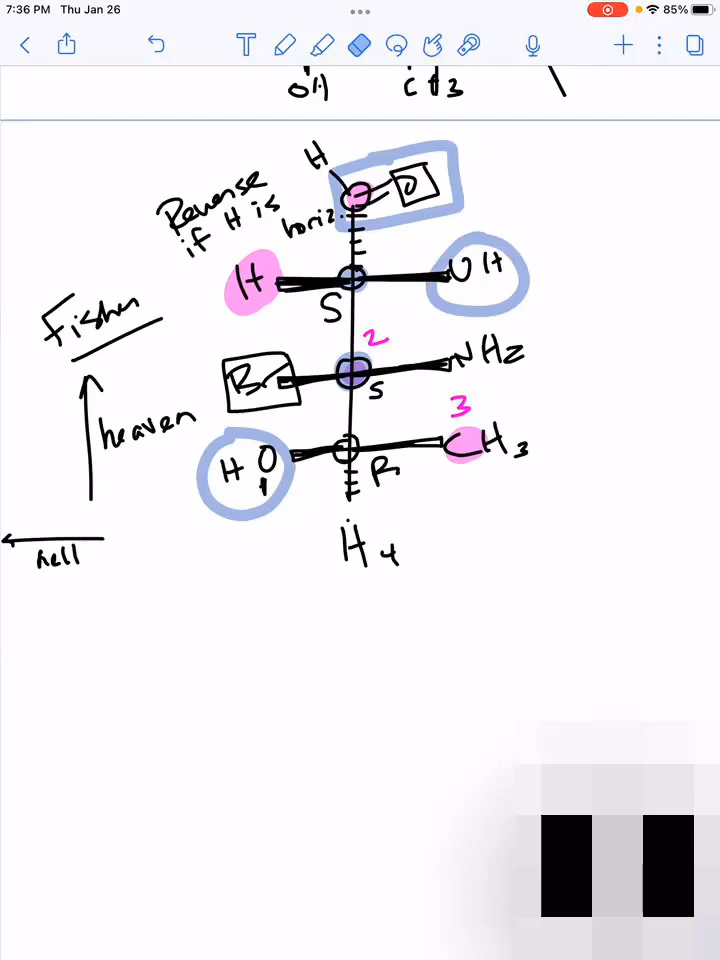 7:36 PM Thu Jan 26
85%
T
OH CH3
H
O
Reverse
if H is
horiz.
H OH
S
Fisher
2
Br NH2
S
heaven
3
HO CH3
1
R
hell
H 4